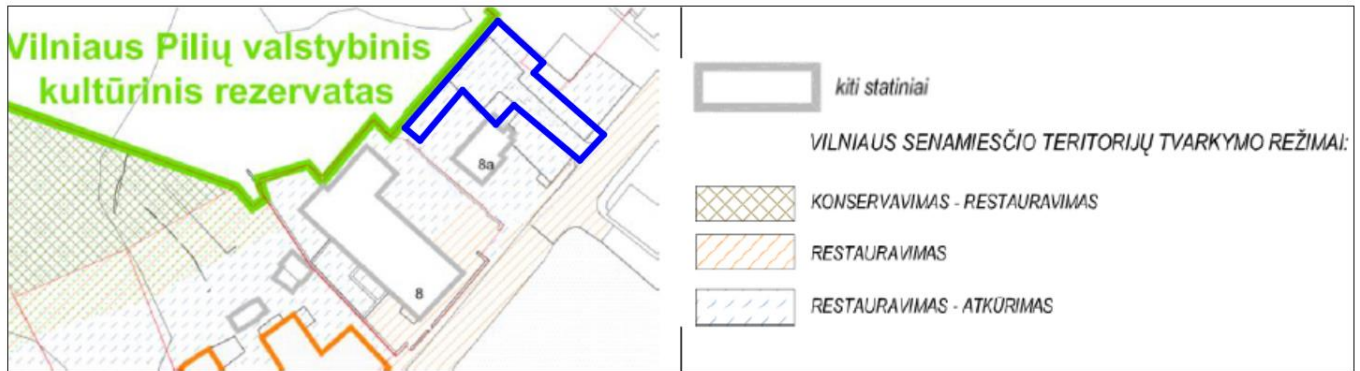 Vilniaus Pilių valstybinis
kultūrinis rezervatas
8a
8
kiti statiniai
VILNIAUS SENAMIESČIO TERITORIJŲ TVARKYMO REŽIMAI:
KONSERVAVIMAS - RESTAURAVIMAS
RESTAURAVIMAS
RESTAURAVIMAS - ATKŪRIMAS